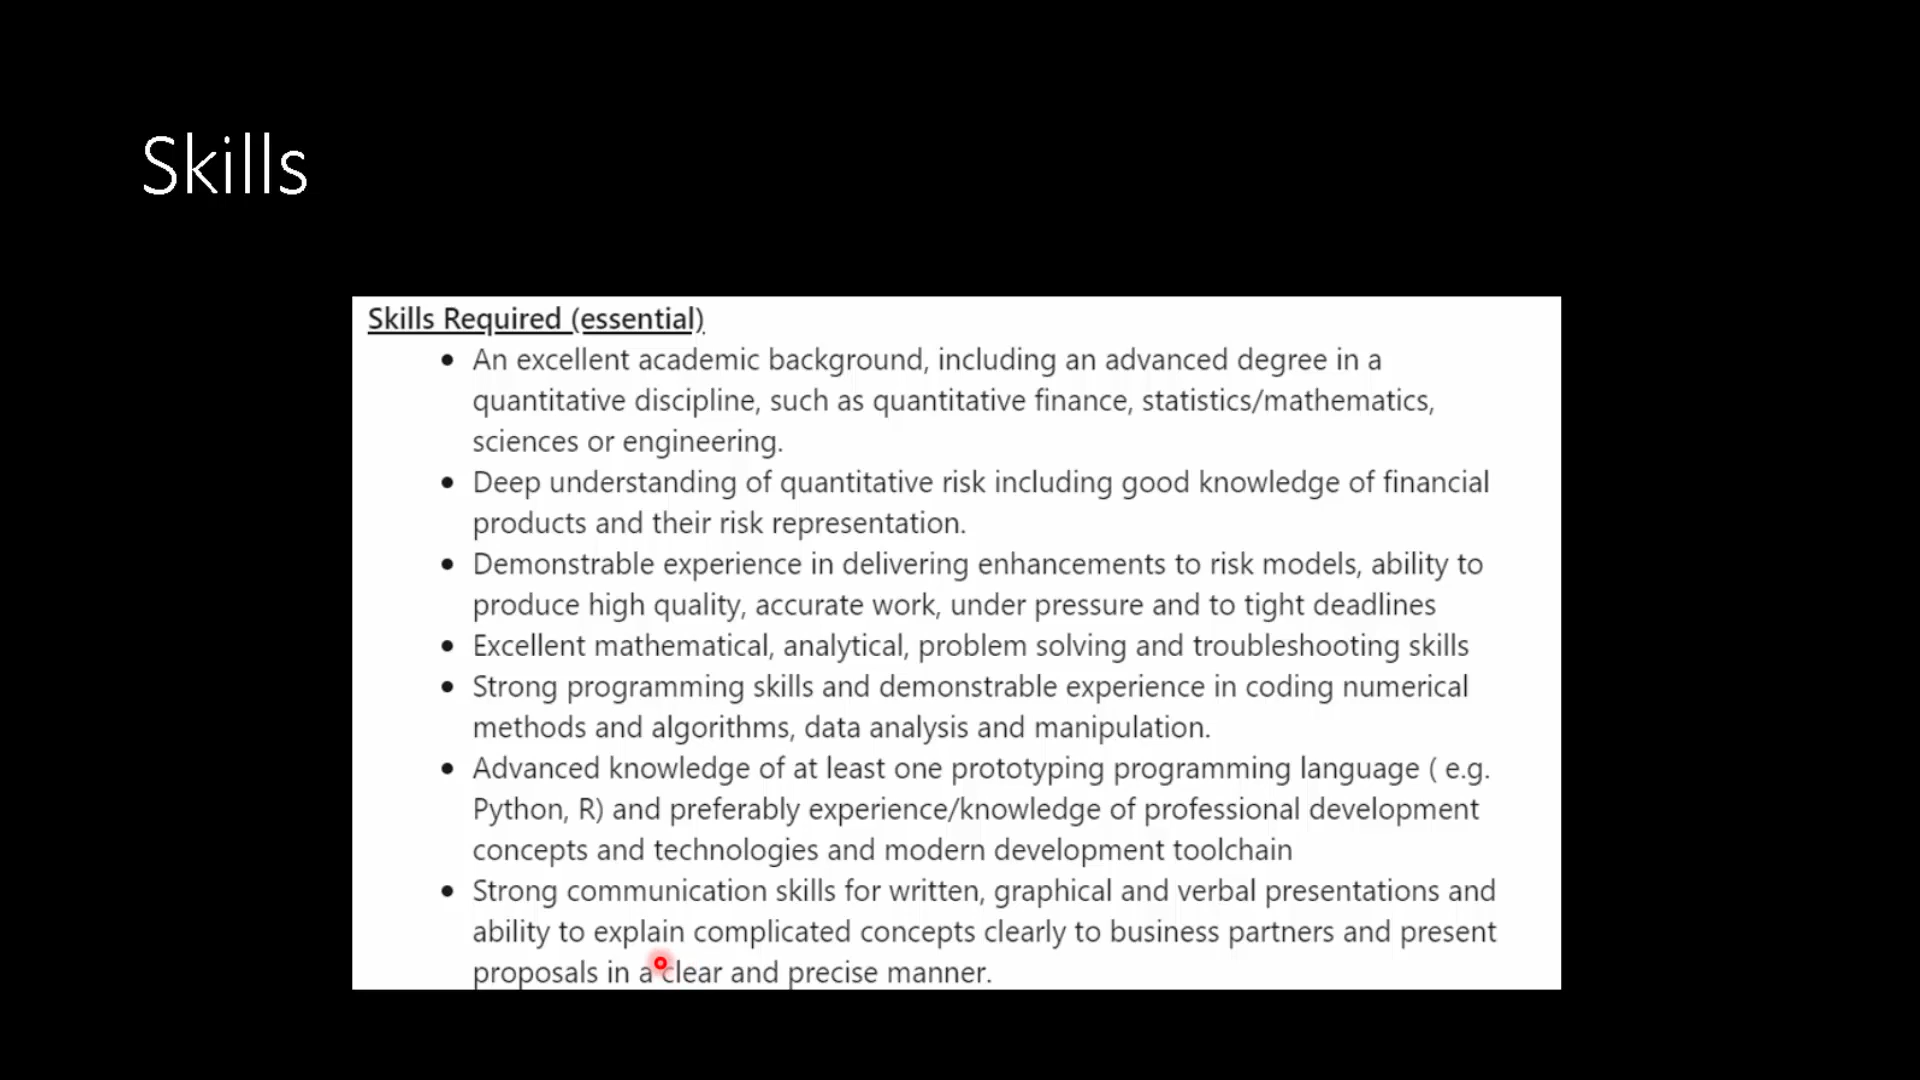 Skills
Skills Required (essential)
• An excellent academic background, including an advanced degree in a
quantitative discipline, such as quantitative finance, statistics/mathematics,
sciences or engineering.
• Deep understanding of quantitative risk including good knowledge of financial
products and their risk representation.
• Demonstrable experience in delivering enhancements to risk models, ability to
produce high quality, accurate work, under pressure and to tight deadlines
• Excellent mathematical, analytical, problem solving and troubleshooting skills
• Strong programming skills and demonstrable experience in coding numerical
methods and algorithms, data analysis and manipulation.
• Advanced knowledge of at least one prototyping programming language ( e.g.
Python, R) and preferably experience/knowledge of professional development
concepts and technologies and modern development toolchain
• Strong communication skills for written, graphical and verbal presentations and
ability to explain complicated concepts clearly to business partners and present
proposals in a clear and precise manner.